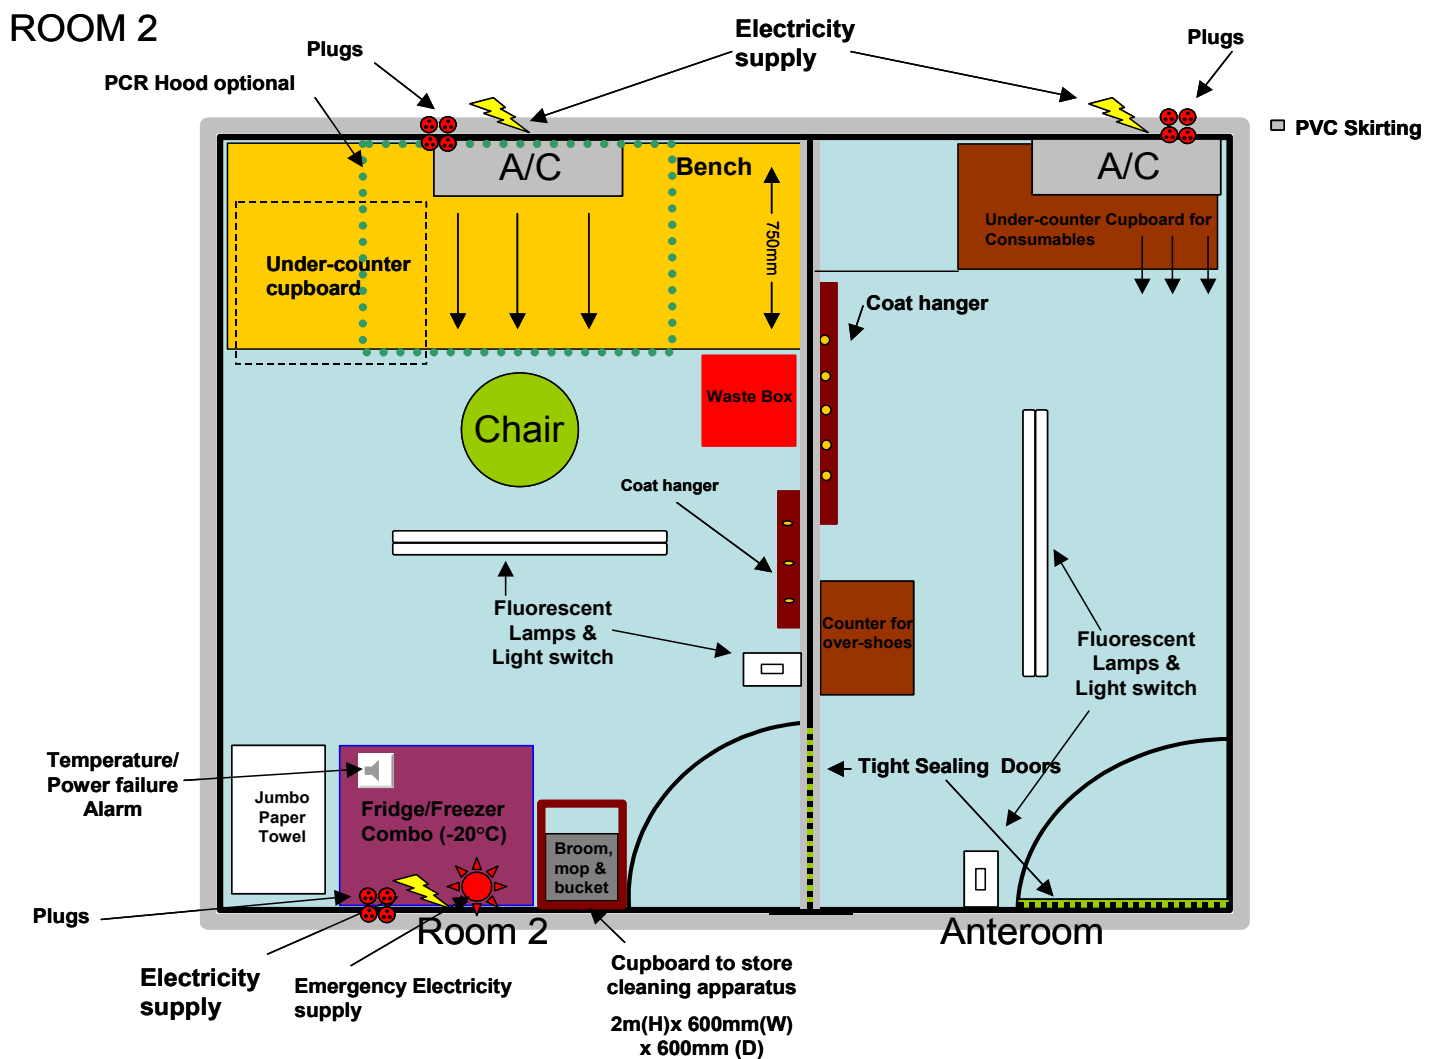 ROOM 2
Plugs
Electricity
supply
Plugs
PCR Hood optional
PVC Skirting
A/C
Bench
A/C
750mm
Under-counter Cupboard for
Consumables
Under-counter
cupboard
Coat hanger
Waste Box
Chair
Coat hanger
Fluorescent
Lamps &
Light switch
Counter for
over-shoes
Fluorescent
Lamps &
Light switch
Temperature/
Power failure
Alarm
Tight Sealing Doors
Jumbo
Paper
Towel
Fridge/Freezer
Combo (-20°C)
Broom,
mop &
bucket
Plugs
Room 2
Anteroom
Electricity
supply
Emergency Electricity
supply
Cupboard to store
cleaning apparatus
2m(H)x 600mm(W)
x 600mm (D)